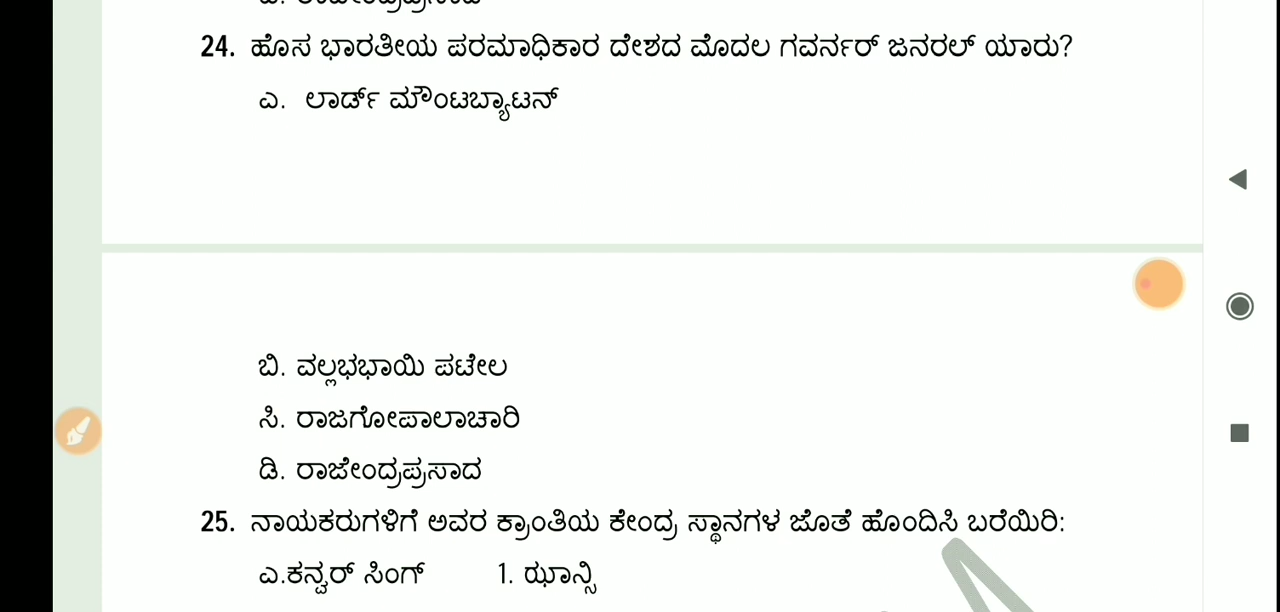 24. ಹೊಸ ಭಾರತೀಯ ಪರಮಾಧಿಕಾರ ದೇಶದ ಮೊದಲ ಗವರ್ನರ್ ಜನರಲ್ ಯಾರು?
ಎ. ಲಾರ್ಡ್ ಮೌಂಟಬ್ಯಾಟನ್
ಬಿ. ವಲ್ಲಭಭಾಯಿ ಪಟೇಲ
ಸಿ. ರಾಜಗೋಪಾಲಾಚಾರಿ
ಡಿ. ರಾಜೇಂದ್ರಪ್ರಸಾದ
25. ನಾಯಕರುಗಳಿಗೆ ಅವರ ಕ್ರಾಂತಿಯ ಕೇಂದ್ರ ಸ್ಥಾನಗಳ ಜೊತೆ ಹೊಂದಿಸಿ ಬರೆಯಿರಿ:
ಎ.ಕನ್ವರ್ ಸಿಂಗ್ 1. ಝಾನ್ಸಿ